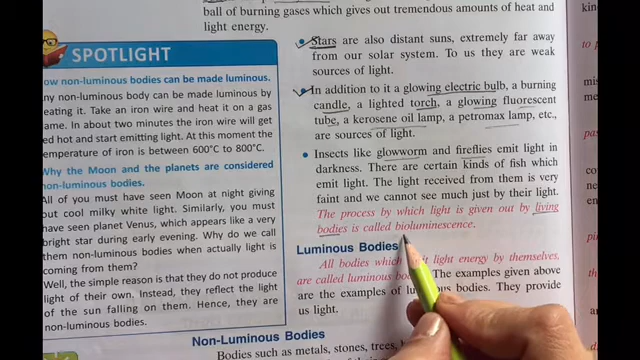 ball of burning gases which gives out tremendous amounts of heat and
light energy.
SPOTLIGHT
ow non-luminous bodies can be made luminous.
ny non-luminous body can be made luminous by
eating it. Take an iron wire and heat it on a gas
ame. In about two minutes the iron wire will get
ed hot and start emitting light. At this moment the
emperature of iron is between 600°C to 800°C.
Why the Moon and the planets are considered
non-luminous bodies.
All of you must have seen Moon at night giving
out cool milky white light. Similarly, you must
have seen planet Venus, which appears like a very
bright star during early evening. Why do we call
them non-luminous bodies when actually light is
coming from them?
Well, the simple reason is that they do not produce
light of their own. Instead, they reflect the light
of the sun falling on them. Hence, they are
non-luminous bodies.
• Stars are also distant suns, extremely far away
from our solar system. To us they are weak
sources of light.
• In addition to it a glowing electric bulb, a burning
candle, a lighted torch, a glowing fluorescent
tube, a kerosene oil lamp, a petromax lamp, etc.,
are sources of light.
• Insects like glowworm and fireflies emit light in
darkness. There are certain kinds of fish which
emit light. The light received from them is very
faint and we cannot see much just by their light.
The process by which light is given out by living
bodies is called bioluminescence.
Luminous Bodies
All bodies which light energy by themselves,
are called luminous The examples given above
are the examples of luminous bodies. They provide
us light.
Non-Luminous Bodies
Bodies such as metals, stones, trees,